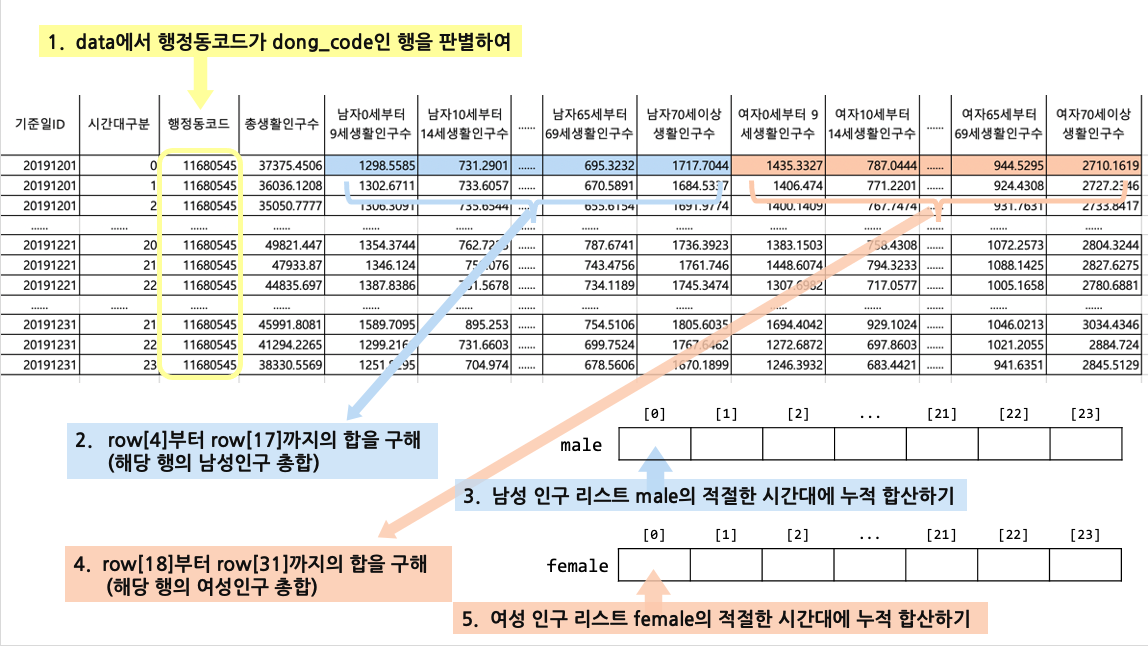 1. data에서 행정동코드가 dong_code인 행을 판별하여
기준일ID 시간대구분 행정동코드 총생활인구수 남자0세부터 9세생활인구수 남자10세부터 14세생활인구수 ...... 남자65세부터 69세생활인구수 남자70세이상 생활인구수 여자0세부터 9세생활인구수 여자10세부터 14세생활인구수 ...... 여자65세부터 69세생활인구수 여자70세이상 생활인구수
20191201 0 11680545 37375.4506 1298.5585 731.2901 ...... 695.3232 1717.7044 1435.3327 787.0444 ...... 944.5295 2710.1619
20191201 1 11680545 36036.1208 1302.6711 733.6057 ...... 670.5891 1406.474 771.2201 ...... 924.4308
20191201 2 11680545 35050.7777 1306.3091 735.6544 ...... 655.6154 1691.9774 1400.1409 767.7474 ...... 931.7631 2733.8417
...... ...... ...... ...... ...... ...... ...... ...... ...... ...... ...... ...... ...... ......
20191221 20 11680545 49821.447 1354.3744 ...... 787.6741 1736.3923 1383.1503 ...... 1072.2573 2804.3244
20191221 21 11680545 47933.87 1346.124 ...... 743.4756 1761.746 1448.6074 794.3233 ...... 1088.1425 2827.6275
20191221 22 11680545 44835.697 1387.8386 ...... 734.1189 1745.3474 717.0577 ...... 1005.1658 2780.6881
...... ...... ...... ...... ...... ...... ...... ...... ...... ...... ...... ...... ...... ......
20191231 21 11680545 45991.8081 1589.7095 895.253 ...... 754.5106 1805.6035 1694.4042 929.1024 ...... 1046.0213 3034.4346
20191231 22 11680545 41294.2265 731.6603 ...... 699.7524 1272.6872 697.8603 ...... 1021.2055 2884.724
20191231 23 11680545 38330.5569 704.974 ...... 678.5606 1670.1899 1246.3932 683.4421 ...... 941.6351 2845.5129
[0] [1] [2] ... [21] [22] [23]
male
2. row[4]부터 row[17]까지의 합을 구해
(해당 행의 남성인구 총합)
3. 남성 인구 리스트 male의 적절한 시간대에 누적 합산하기
[0] [1] [2] ... [21] [22] [23]
female
4. row[18]부터 row[31]까지의 합을 구해
(해당 행의 여성인구 총합)
5. 여성 인구 리스트 female의 적절한 시간대에 누적 합산하기